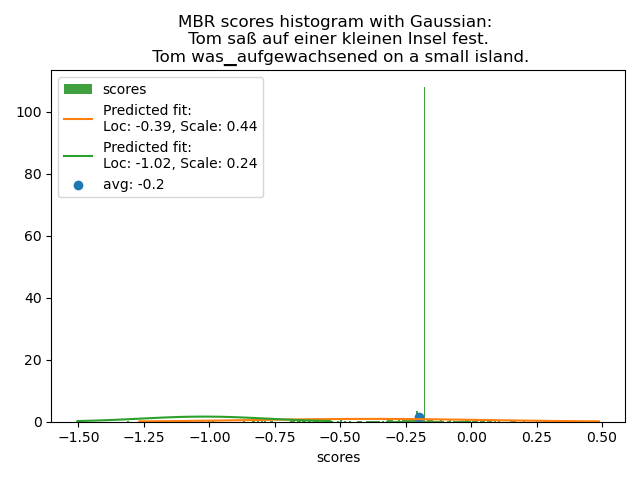 MBR scores histogram with Gaussian:
Tom saß auf einer kleinen Insel fest.
Tom was▁aufgewachsened on a small island.
scores
Predicted fit:
Loc: -0.39, Scale: 0.44
Predicted fit:
Loc: -1.02, Scale: 0.24
avg: -0.2
100
80
60
40
20
0
−1.50 −1.25 −1.00 −0.75 −0.50 −0.25 0.00 0.25 0.50
scores